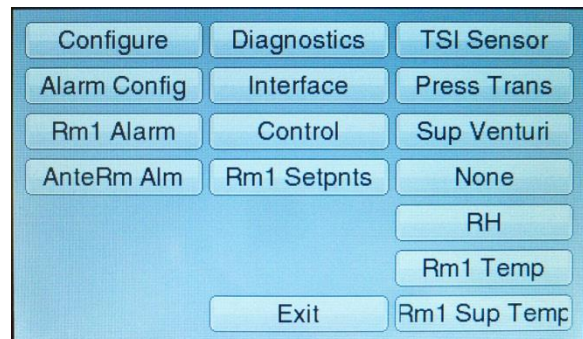 Configure Diagnostics TSI Sensor
Alarm Config Interface Press Trans
Rm1 Alarm Control Sup Venturi
AnteRm Alm Rm1 Setpnts None
RH
Rm1 Temp
Exit Rm1 Sup Temp